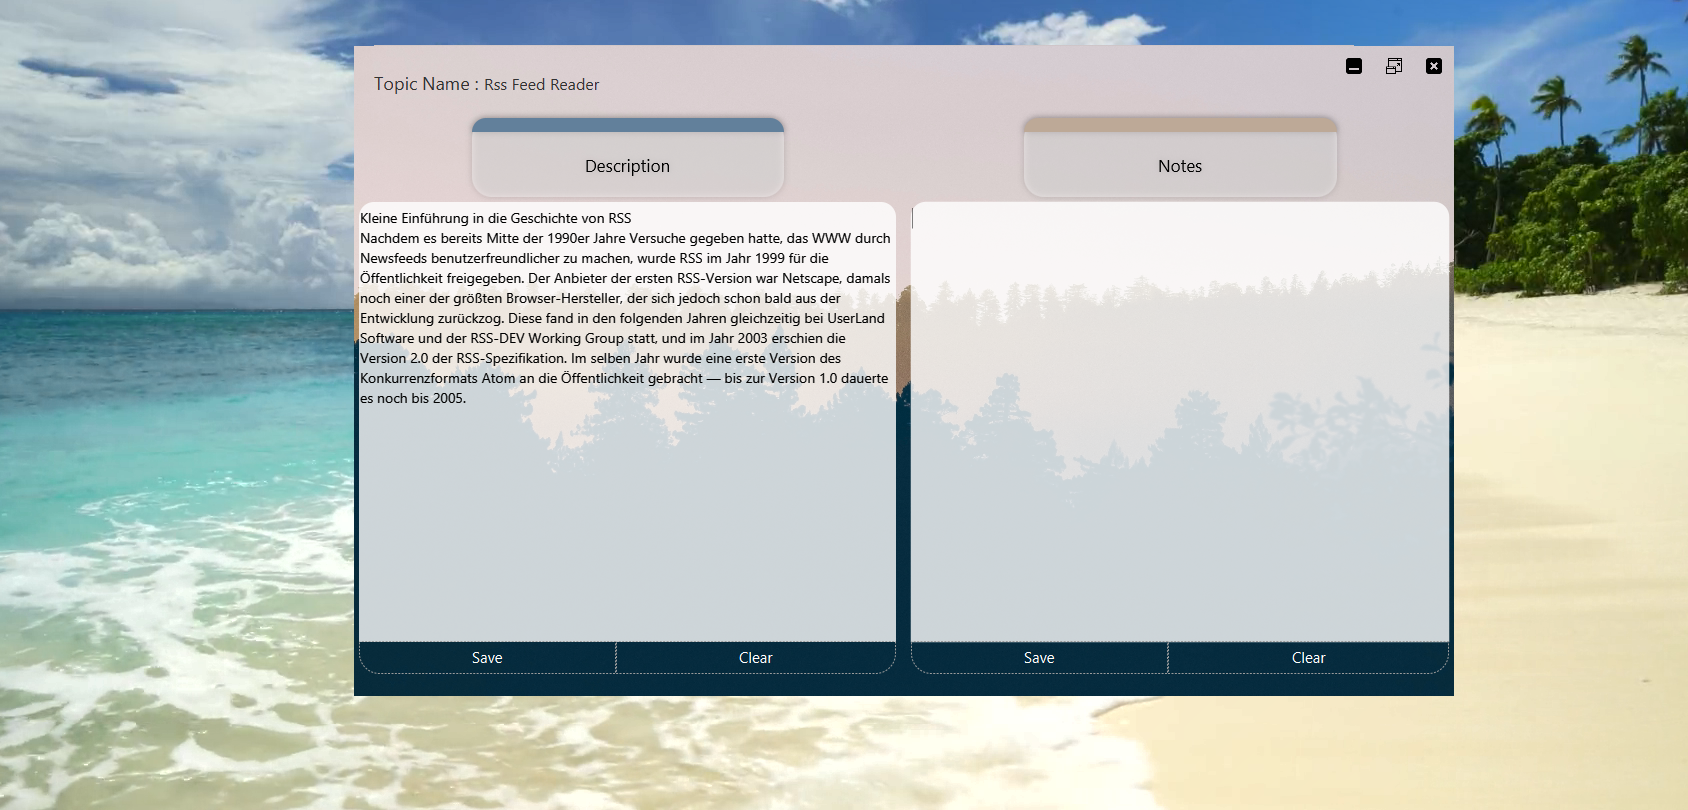 Topic Name : Rss Feed Reader
Description
Notes
Kleine Einführung in die Geschichte von RSS
Nachdem es bereits Mitte der 1990er Jahre Versuche gegeben hatte, das WWW durch
Newsfeeds benutzerfreundlicher zu machen, wurde RSS im Jahr 1999 für die
Öffentlichkeit freigegeben. Der Anbieter der ersten RSS-Version war Netscape, damals
noch einer der größten Browser-Hersteller, der sich jedoch schon bald aus der
Entwicklung zurückzog. Diese fand in den folgenden Jahren gleichzeitig bei UserLand
Software und der RSS-DEV Working Group statt, und im Jahr 2003 erschien die
Version 2.0 der RSS-Spezifikation. Im selben Jahr wurde eine erste Version des
Konkurrenzformats Atom an die Öffentlichkeit gebracht — bis zur Version 1.0 dauerte
es noch bis 2005.
Save
Clear
Save
Clear